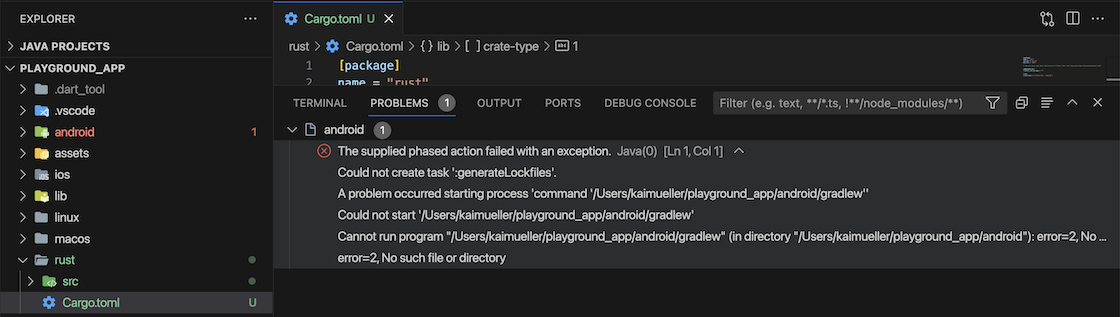 EXPLORER
JAVA PROJECTS
PLAYGROUND_APP
.dart_tool
.vscode
android 1
assets
ios
lib
linux
macos
rust
src
Cargo.toml U
Cargo.toml U
rust > Cargo.toml > { } lib > [ ] crate-type > abc 1
1 [package]
2 name = "rust"
TERMINAL PROBLEMS 1 OUTPUT PORTS DEBUG CONSOLE Filter (e.g. text, **/*.ts, !**/node_modules/**)
android 1
The supplied phased action failed with an exception. Java(0) [Ln 1, Col 1]
Could not create task ':generateLockfiles'.
A problem occurred starting process 'command '/Users/kaimueller/playground_app/android/gradlew''
Could not start '/Users/kaimueller/playground_app/android/gradlew'
Cannot run program "/Users/kaimueller/playground_app/android/gradlew" (in directory "/Users/kaimueller/playground_app/android"): error=2, No ...
error=2, No such file or directory